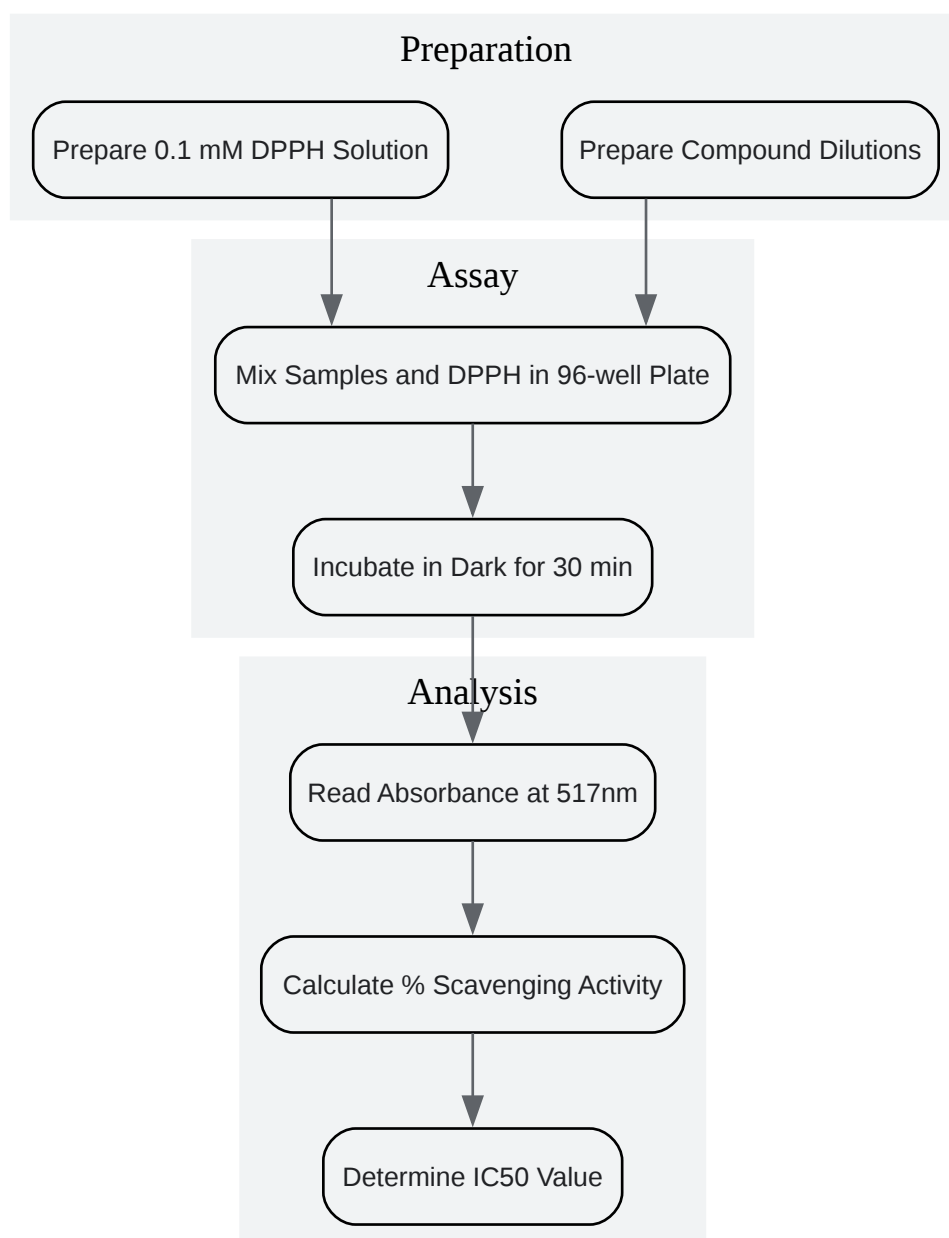 Preparation
Prepare 0.1 mM DPPH Solution
Prepare Compound Dilutions
Assay
Mix Samples and DPPH in 96-well Plate
Incubate in Dark for 30 min
Analysis
Read Absorbance at 517nm
Calculate % Scavenging Activity
Determine IC50 Value